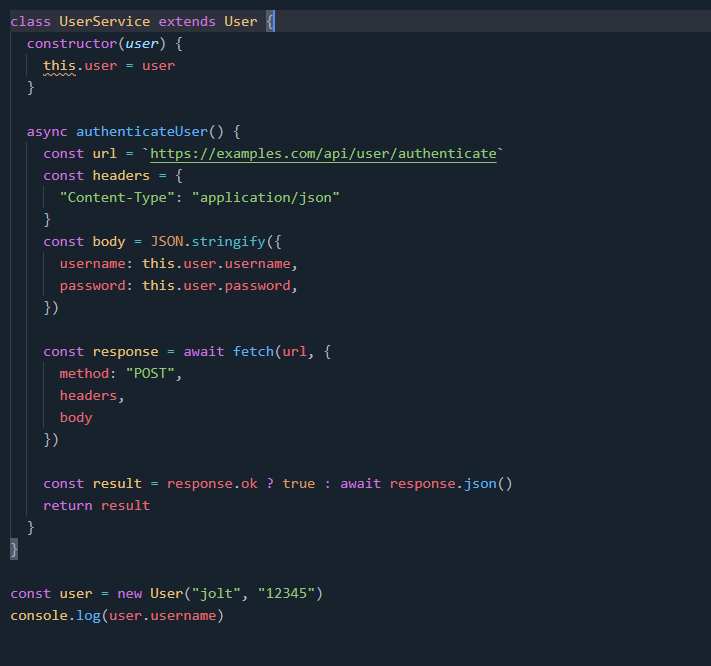 class UserService extends User {
  constructor(user) {
    this.user = user
  }

  async authenticateUser() {
    const url = `https://examples.com/api/user/authenticate`
    const headers = {
      "Content-Type": "application/json"
    }
    const body = JSON.stringify({
      username: this.user.username,
      password: this.user.password,
    })

    const response = await fetch(url, {
      method: "POST",
      headers,
      body
    })

    const result = response.ok ? true : await response.json()
    return result
  }
}

const user = new User("jolt", "12345")
console.log(user.username)